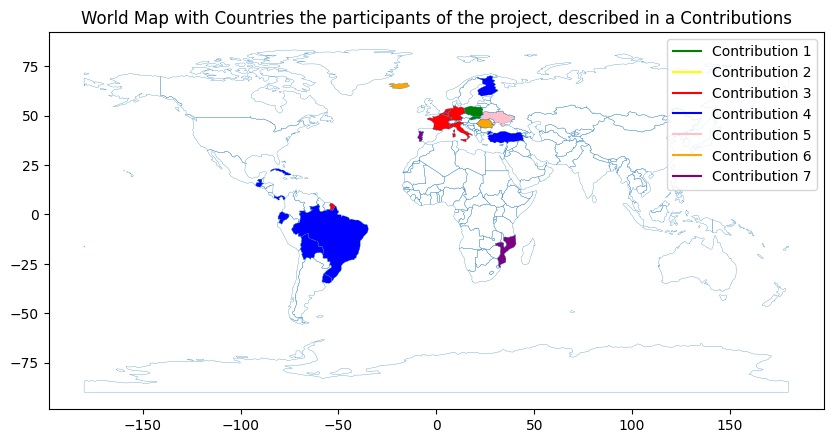 World Map with Countries the participants of the project, described in a Contributions
Contribution 1
Contribution 2
Contribution 3
Contribution 4
Contribution 5
Contribution 6
Contribution 7
75
50
25
0
−25
−50
−75
−150
−100
−50
0
50
100
150